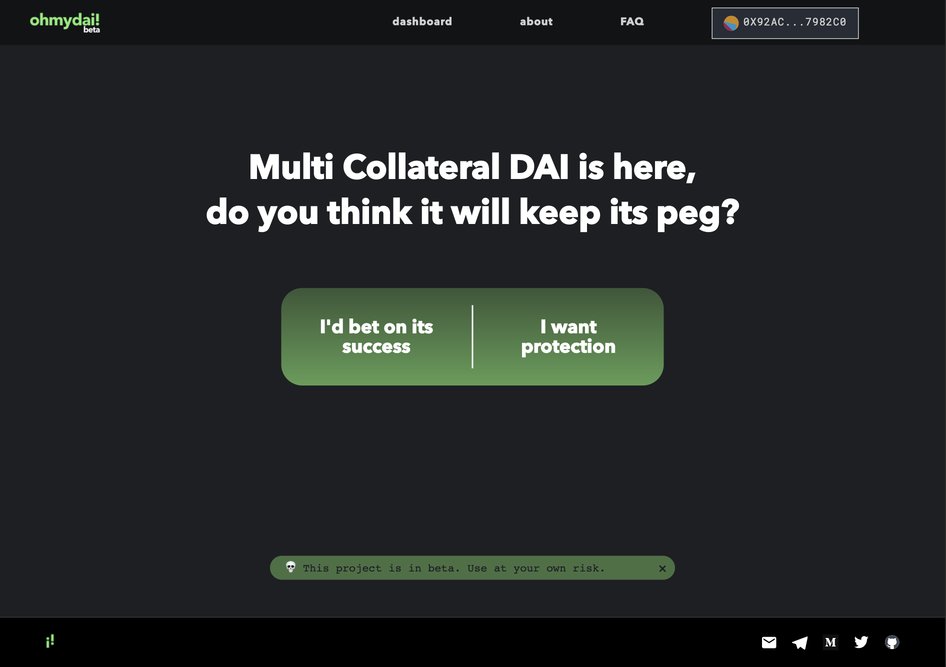 ohmydai!
beta
dashboard
about
FAQ
0X92AC...7982C0
Multi Collateral DAI is here,
do you think it will keep its peg?
I'd bet on its
success
I want
protection
This project is in beta. Use at your own risk.
×
¡!
M